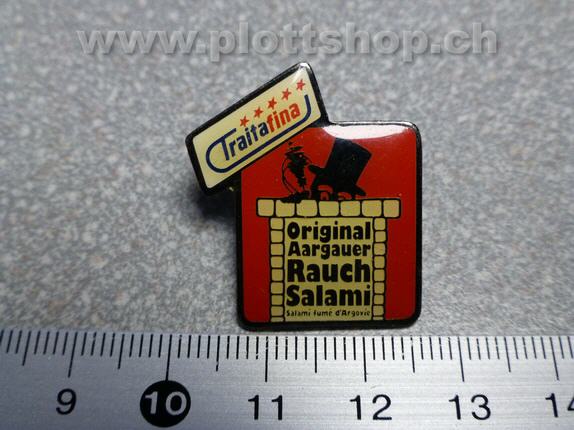 www.plottshop.ch
Traitafina
Original
Aargauer
Rauch
Salami
Salami fumé d'Argovie
9 10 11 12 13 14